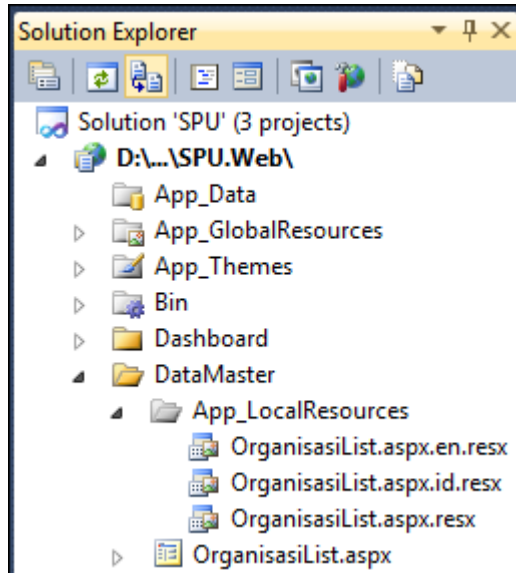 Solution Explorer
Solution 'SPU' (3 projects)
D:\...\SPU.Web\
App_Data
App_GlobalResources
App_Themes
Bin
Dashboard
DataMaster
App_LocalResources
OrganisasiList.aspx.en.resx
OrganisasiList.aspx.id.resx
OrganisasiList.aspx.resx
OrganisasiList.aspx